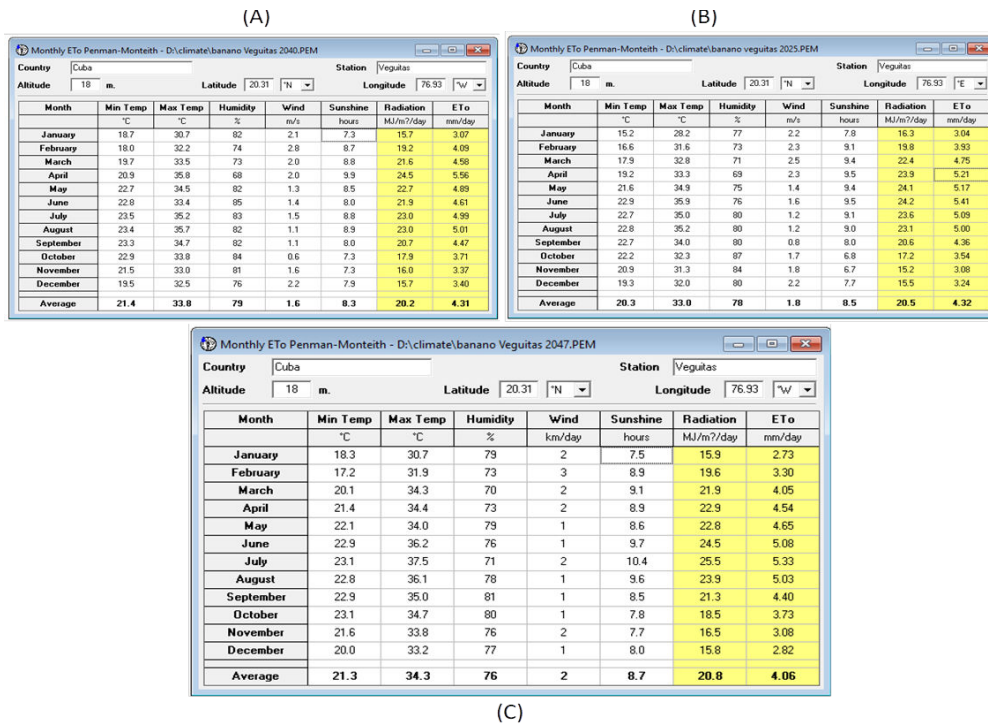 (A)
Monthly ETo Penman-Monteith - D:\climate\banano Veguitas 2040.PEM
Country Cuba Station Veguitas
Altitude 18 m. Latitude 20.31 °N Longitude 76.93 °W
Month Min Temp Max Temp Humidity Wind Sunshine Radiation ETo
°C °C % m/s hours MJ/m?/day mm/day
January 18.7 30.7 82 2.1 7.3 15.7 3.07
February 18.0 32.2 74 2.8 8.7 19.2 4.09
March 19.7 33.5 73 2.0 8.8 21.6 4.58
April 20.9 35.8 68 2.0 9.9 24.5 5.56
May 22.7 34.5 82 1.3 8.5 22.7 4.89
June 22.8 33.4 85 1.4 8.0 21.9 4.61
July 23.5 35.2 83 1.5 8.8 23.0 4.99
August 23.4 35.7 82 1.1 8.9 23.0 5.01
September 23.3 34.7 82 1.1 8.0 20.7 4.47
October 22.9 33.8 84 0.6 7.3 17.9 3.71
November 21.5 33.0 81 1.6 7.3 16.0 3.37
December 19.5 32.5 76 2.2 7.9 15.7 3.40
Average 21.4 33.8 79 1.6 8.3 20.2 4.31
(B)
Monthly ETo Penman-Monteith - D:\climate\banano veguitas 2025.PEM
Country Cuba Station Veguitas
Altitude 18 m. Latitude 20.31 °N Longitude 76.93 °E
Month Min Temp Max Temp Humidity Wind Sunshine Radiation ETo
°C °C % m/s hours MJ/m?/day mm/day
January 15.2 28.2 77 2.2 7.8 16.3 3.04
February 16.6 31.6 73 2.3 9.1 19.8 3.93
March 17.9 32.8 71 2.5 9.4 22.4 4.75
April 19.2 33.3 69 2.3 9.5 23.9 5.21
May 21.6 34.9 75 1.4 9.4 24.1 5.17
June 22.9 35.9 76 1.6 9.5 24.2 5.41
July 22.7 35.0 80 1.2 9.1 23.6 5.09
August 22.8 35.2 80 1.2 9.0 23.1 5.00
September 22.7 34.0 80 0.8 8.0 20.6 4.36
October 22.2 32.3 87 1.7 6.8 17.2 3.54
November 20.9 31.3 84 1.8 6.7 15.2 3.08
December 19.3 32.0 80 2.2 7.7 15.5 3.24
Average 20.3 33.0 78 1.8 8.5 20.5 4.32
Monthly ETo Penman-Monteith - D:\climate\banano Veguitas 2047.PEM
Country Cuba Station Veguitas
Altitude 18 m. Latitude 20.31 °N Longitude 76.93 °W
Month Min Temp Max Temp Humidity Wind Sunshine Radiation ETo
°C °C % km/day hours MJ/m?/day mm/day
January 18.3 30.7 79 2 7.5 15.9 2.73
February 17.2 31.9 73 3 8.9 19.6 3.30
March 20.1 34.3 70 2 9.1 21.9 4.05
April 21.4 34.4 73 2 8.9 22.9 4.54
May 22.1 34.0 79 1 8.6 22.8 4.65
June 22.9 36.2 76 1 9.7 24.5 5.08
July 23.1 37.5 71 2 10.4 25.5 5.33
August 22.8 36.1 78 1 9.6 23.9 5.03
September 22.9 35.0 81 1 8.5 21.3 4.40
October 23.1 34.7 80 1 7.8 18.5 3.73
November 21.6 33.8 76 2 7.7 16.5 3.08
December 20.0 33.2 77 1 8.0 15.8 2.82
Average 21.3 34.3 76 2 8.7 20.8 4.06
(C)